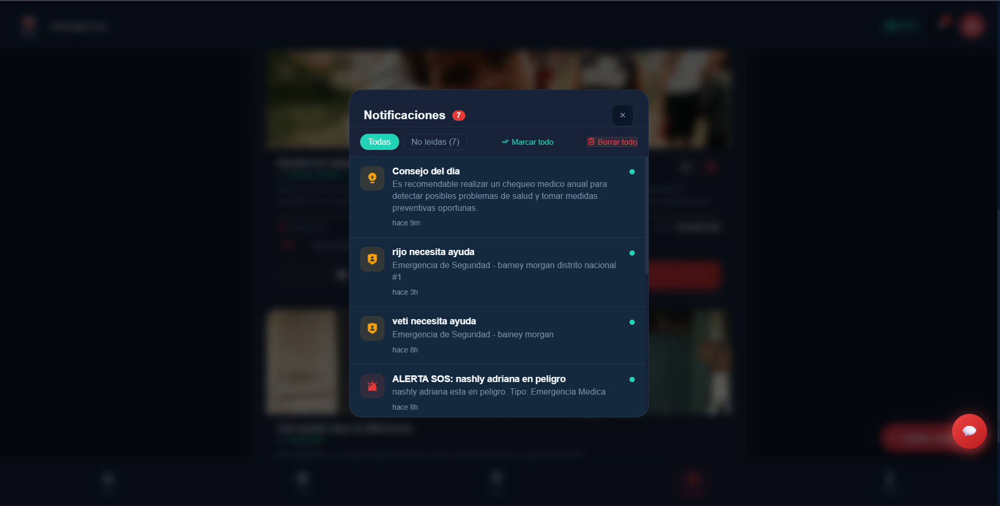 Notificaciones 7
Todas
No leidas (7)
Marcar todo
Borrar todo
Consejo del dia
Es recomendable realizar un chequeo medico anual para
detectar posibles problemas de salud y tomar medidas
preventivas oportunas.
hace 9m
rijo necesita ayuda
Emergencia de Seguridad - barney morgan distrito nacional
#1
hace 3h
veti necesita ayuda
Emergencia de Seguridad - bainey morgan
hace 8h
ALERTA SOS: nashly adriana en peligro
nashly adriana esta en peligro. Tipo: Emergencia Medica
hace 8h